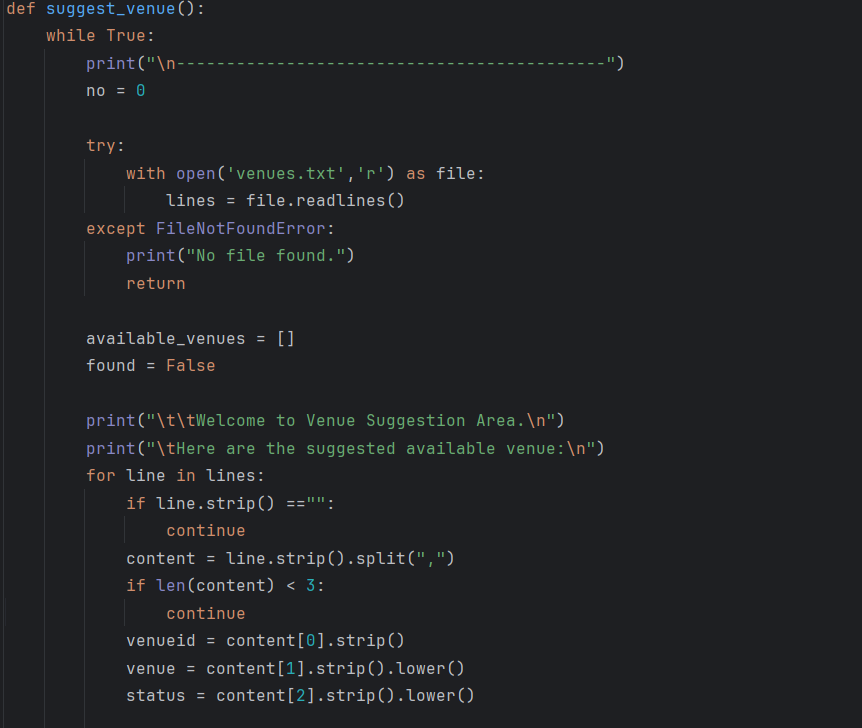 def suggest_venue():
    while True:
        print("\n-------------------------------------------")
        no = 0

        try:
            with open('venues.txt','r') as file:
                lines = file.readlines()
        except FileNotFoundError:
            print("No file found.")
            return

        available_venues = []
        found = False

        print("\t\tWelcome to Venue Suggestion Area.\n")
        print("\tHere are the suggested available venue:\n")
        for line in lines:
            if line.strip() =="":
                continue
            content = line.strip().split(",")
            if len(content) < 3:
                continue
            venueid = content[0].strip()
            venue = content[1].strip().lower()
            status = content[2].strip().lower()